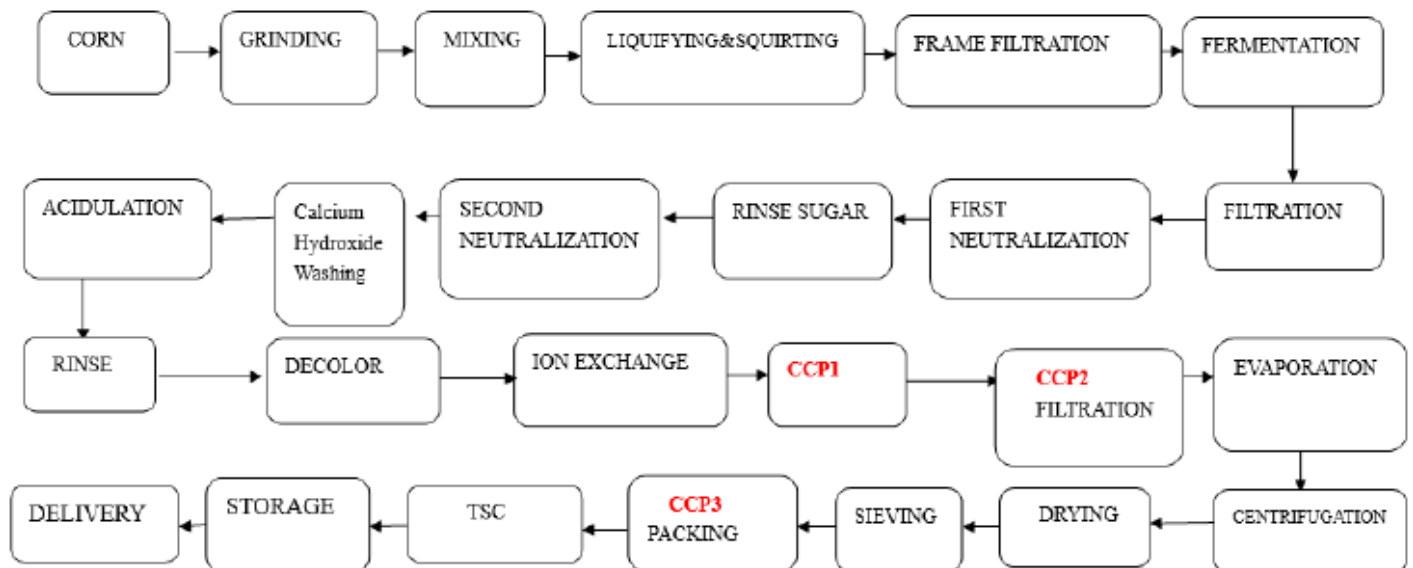 CORN
GRINDING
MIXING
LIQUIFYING&SQUIRTING
FRAME FILTRATION
FERMENTATION
ACIDULATION
Calcium
Hydroxide
Washing
SECOND
NEUTRALIZATION
RINSE SUGAR
FIRST
NEUTRALIZATION
FILTRATION
RINSE
DECOLOR
ION EXCHANGE
CCP1
CCP2
FILTRATION
EVAPORATION
DELIVERY
STORAGE
TSC
CCP3
PACKING
SIEVING
DRYING
CENTRIFUGATION